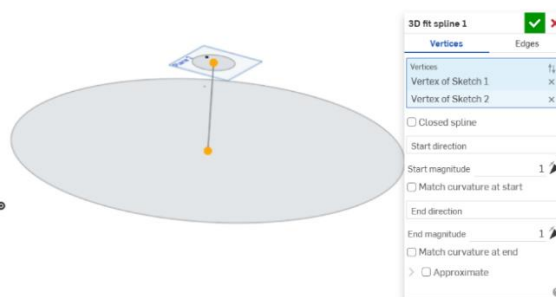 3D fit spline 1
Vertices Edges
Vertices
Vertex of Sketch 1
Vertex of Sketch 2
Closed spline
Start direction
Start magnitude 1
Match curvature at start
End direction
End magnitude 1
Match curvature at end
Approximate